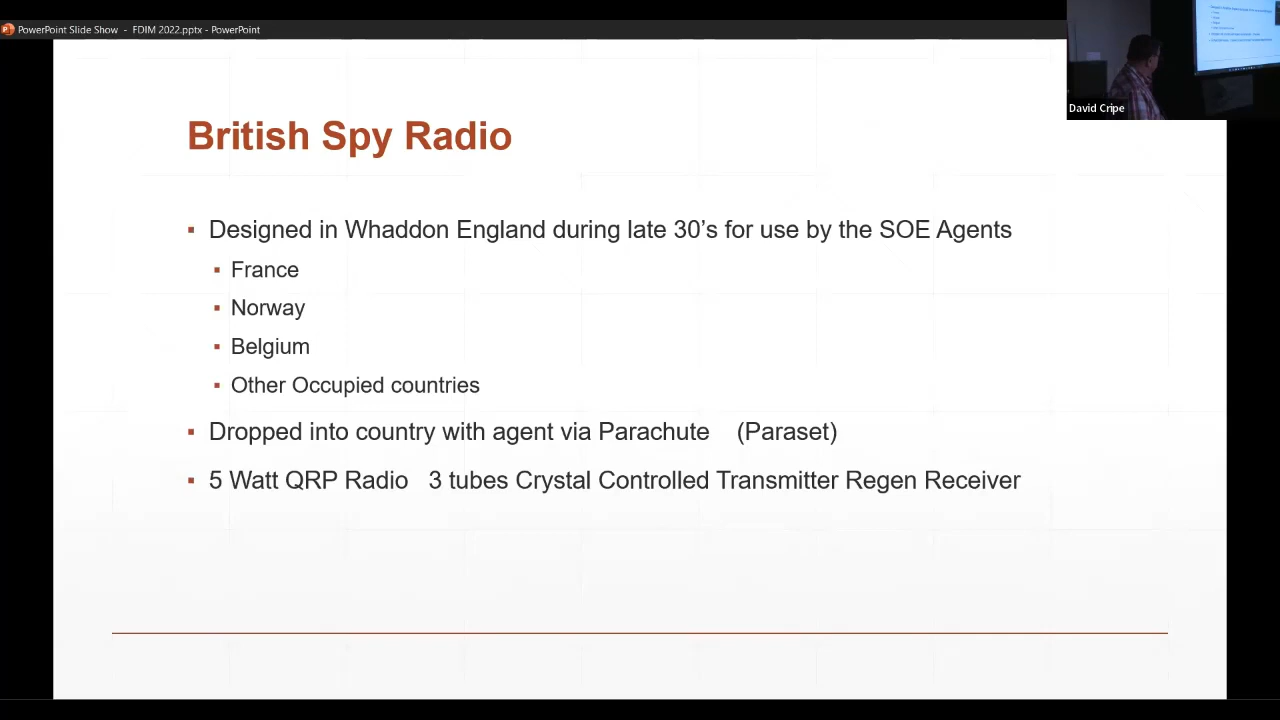 PowerPoint Slide Show - FDIM 2022.pptx - PowerPoint
David Cripe
British Spy Radio
▪ Designed in Whaddon England during late 30’s for use by the SOE Agents
▪ France
▪ Norway
▪ Belgium
▪ Other Occupied countries
▪ Dropped into country with agent via Parachute (Paraset)
▪ 5 Watt QRP Radio 3 tubes Crystal Controlled Transmitter Regen Receiver